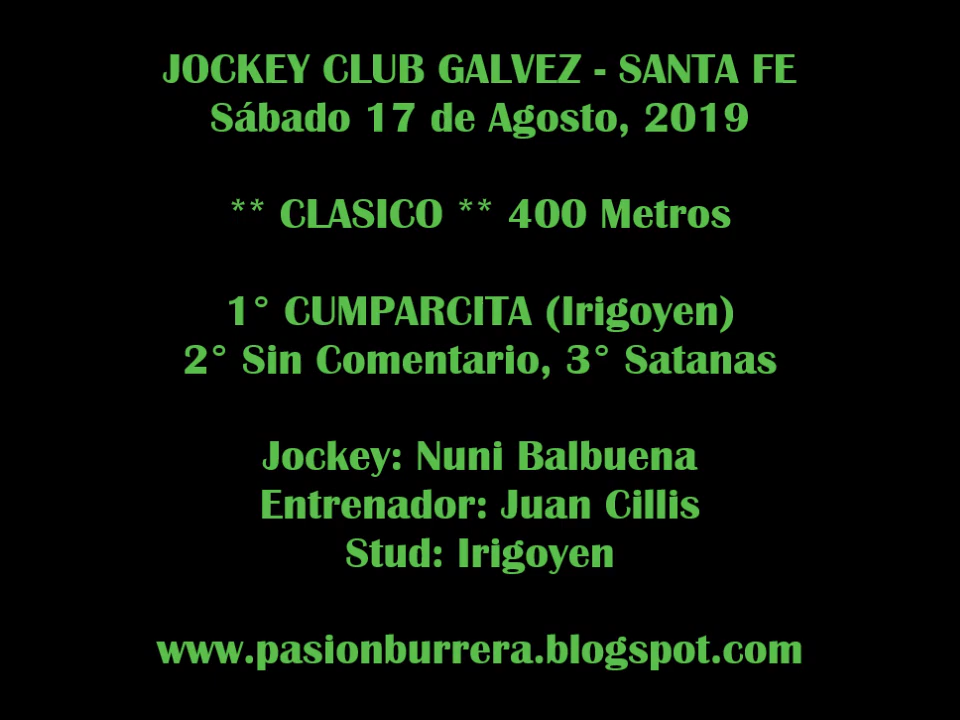 JOCKEY CLUB GALVEZ - SANTA FE
Sábado 17 de Agosto, 2019
** CLASICO ** 400 Metros
1° CUMPARCITA (Irigoyen)
2° Sin Comentario, 3° Satanas
Jockey: Nuni Balbuena
Entrenador: Juan Cillis
Stud: Irigoyen
www.pasionburrera.blogspot.com